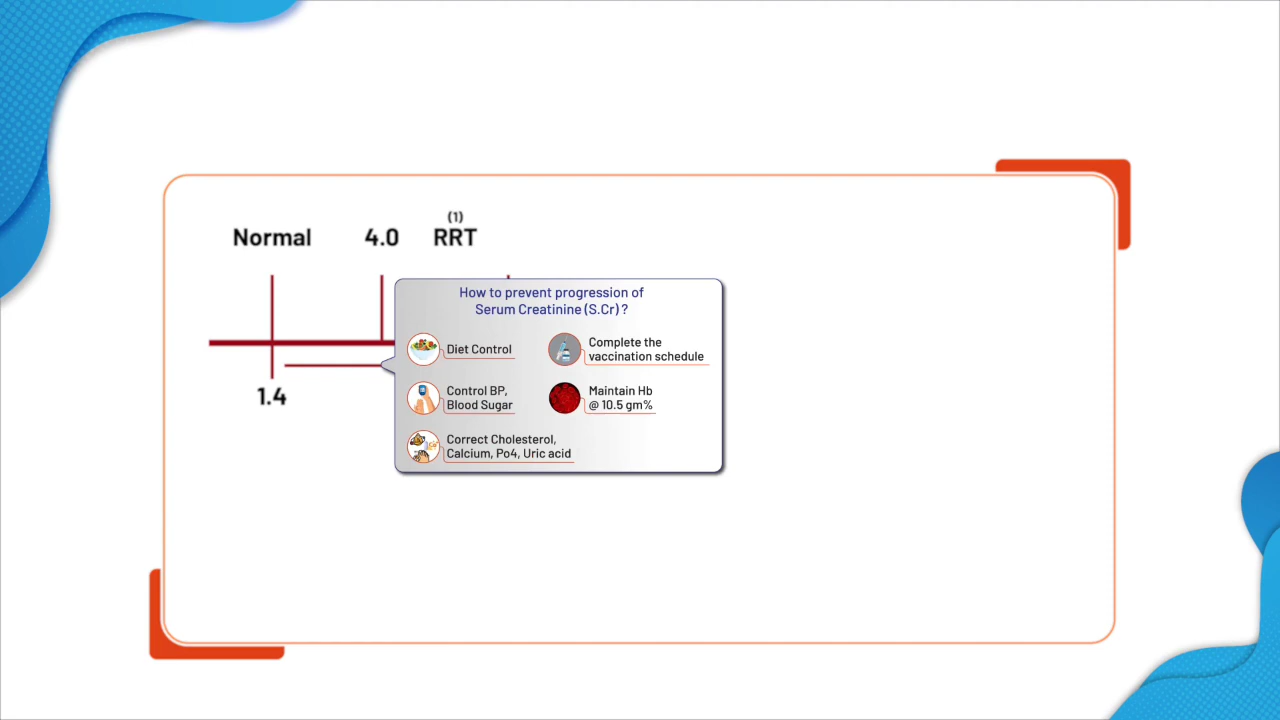 (1)
Normal 4.0 RRT
How to prevent progression of
Serum Creatinine (S.Cr) ?
Diet Control
Complete the
vaccination schedule
Control BP,
Blood Sugar
Maintain Hb
@ 10.5 gm%
Correct Cholesterol,
Calcium, Po4, Uric acid
1.4